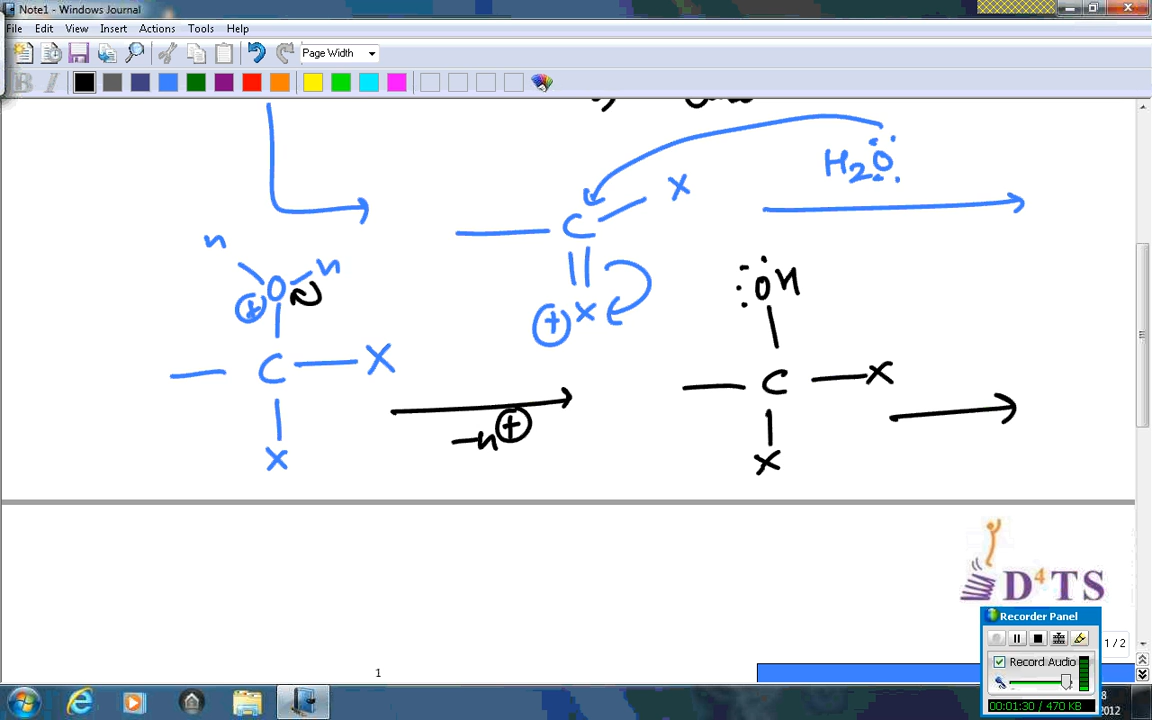 Note1 - Windows Journal
File Edit View Insert Actions Tools Help
Page Width
B I
H2O
C X
+ X
H
H
+ O
C X
X
-H +
OH
C X
X
D4TS
Recorder Panel
Record Audio
00:01:30 / 470 KB
1 / 2
1
8
2012